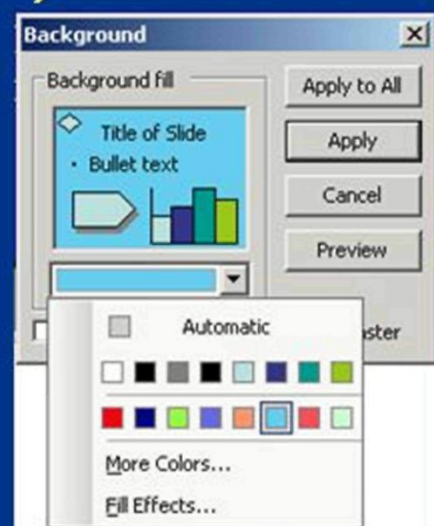 Background
Background fill
Apply to All
Title of Slide
• Bullet text
Apply
Cancel
Preview
Automatic
More Colors...
Fill Effects...